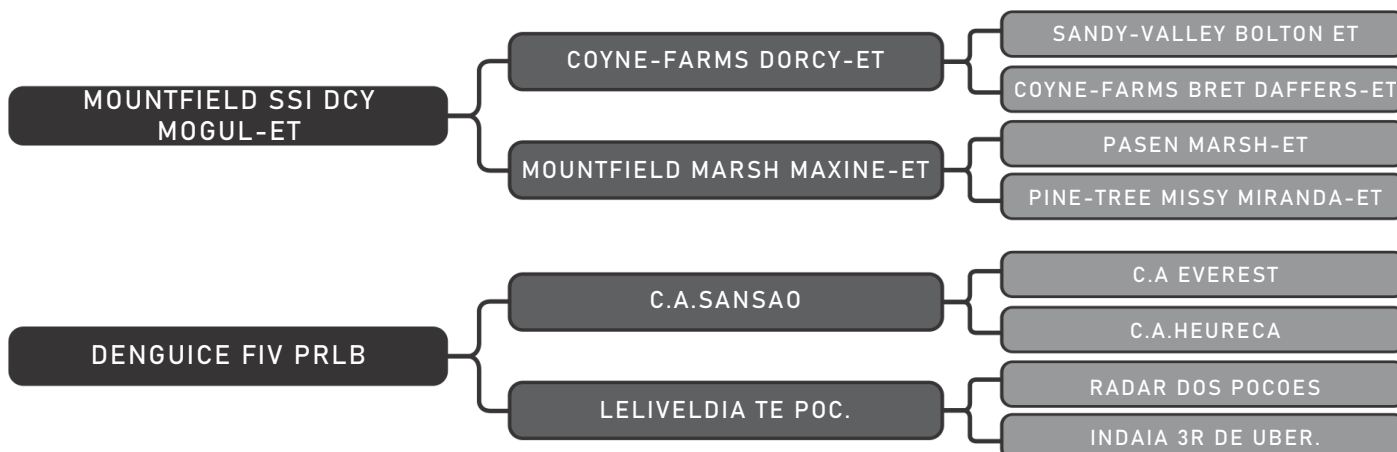 MOUNTFIELD SSI DCY
MOGUL-ET
COYNE-FARMS DORCY-ET
SANDY-VALLEY BOLTON ET
COYNE-FARMS BRET DAFFERS-ET
MOUNTFIELD MARSH MAXINE-ET
PASEN MARSH-ET
PINE-TREE MISSY MIRANDA-ET
DENGUICE FIV PRLB
C.A.SANSAO
C.A EVEREST
C.A.HEURECA
LELIVELDIA TE POC.
RADAR DOS POCOES
INDAIA 3R DE UBER.